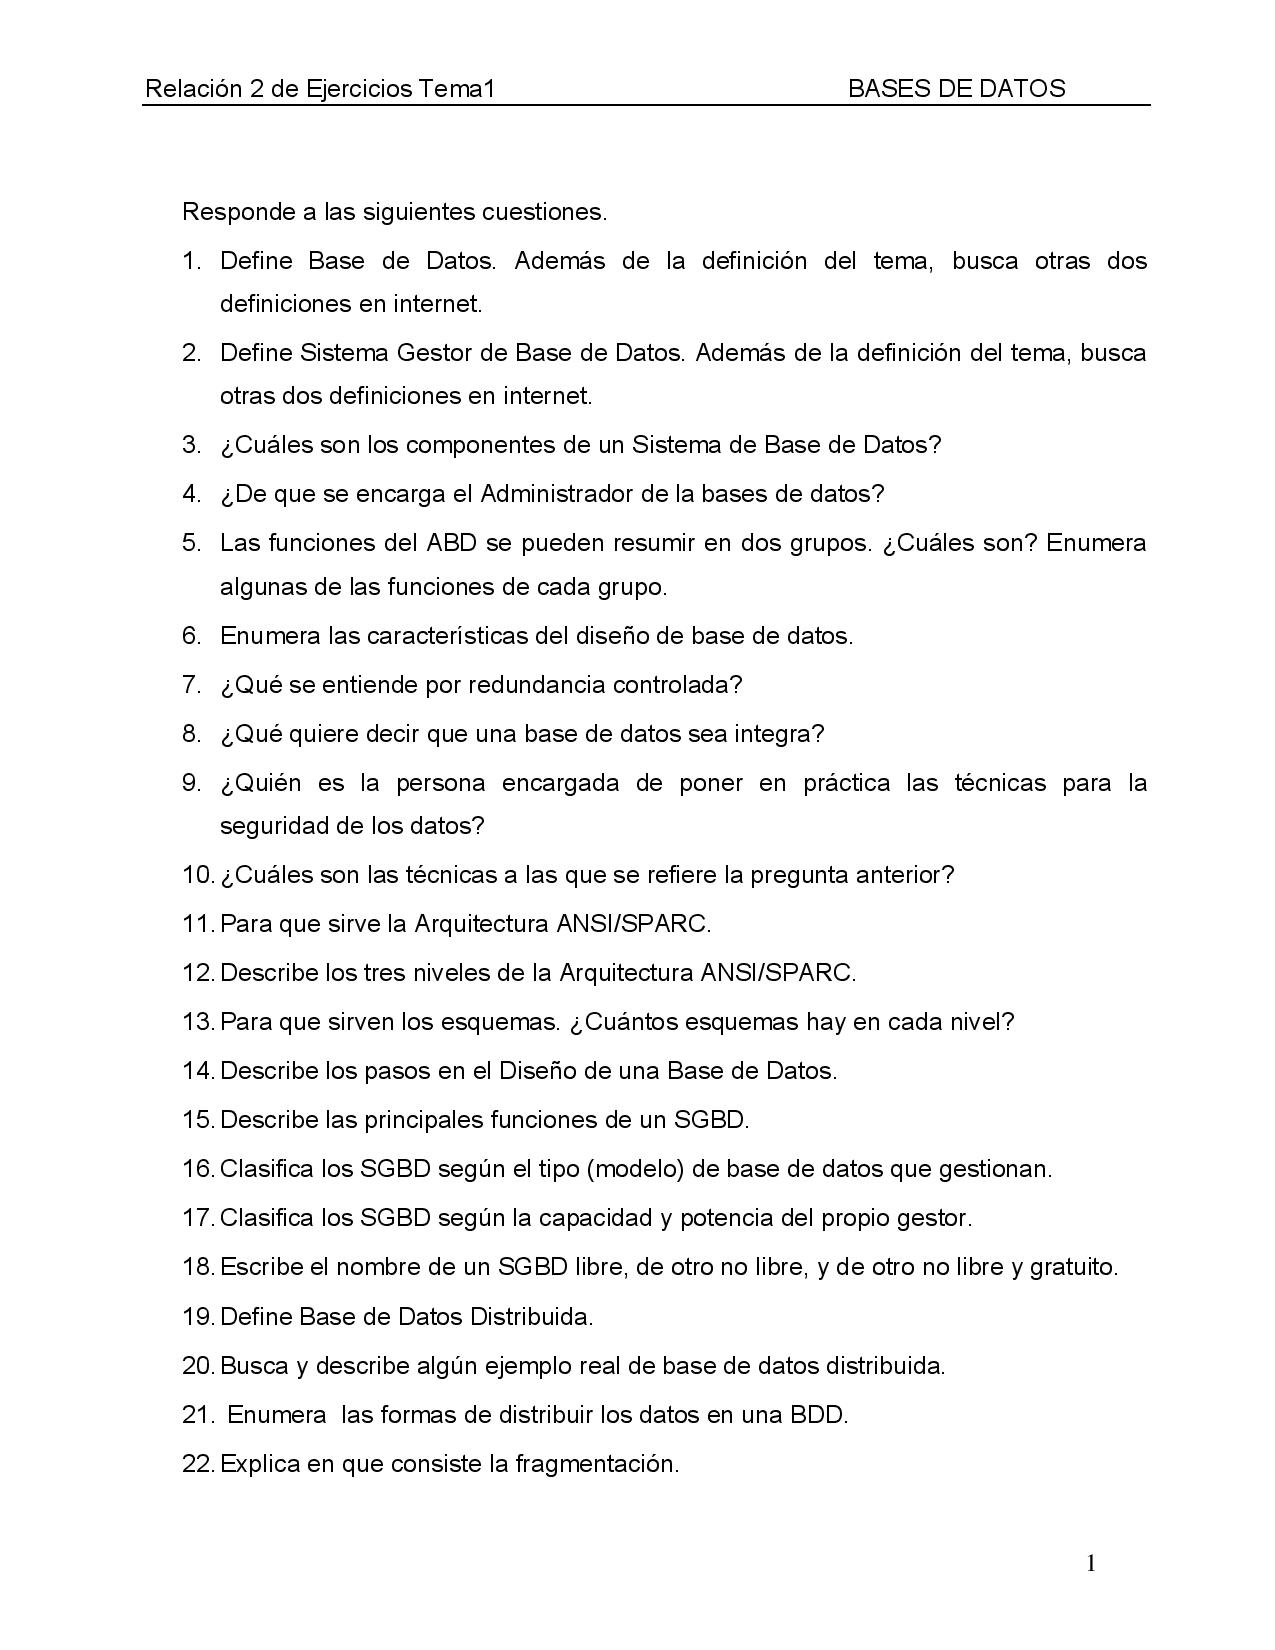 Relación 2 de Ejercicios Tema1 BASES DE DATOS
Responde a las siguientes cuestiones.
1. Define Base de Datos. Además de la definición del tema, busca otras dos
definiciones en internet.
2. Define Sistema Gestor de Base de Datos. Además de la definición del tema, busca
otras dos definiciones en internet.
3. ¿Cuáles son los componentes de un Sistema de Base de Datos?
4. ¿De que se encarga el Administrador de la bases de datos?
5. Las funciones del ABD se pueden resumir en dos grupos. ¿Cuáles son? Enumera
algunas de las funciones de cada grupo.
6. Enumera las características del diseño de base de datos.
7. ¿Qué se entiende por redundancia controlada?
8. ¿Qué quiere decir que una base de datos sea integra?
9. ¿Quién es la persona encargada de poner en práctica las técnicas para la
seguridad de los datos?
10. ¿Cuáles son las técnicas a las que se refiere la pregunta anterior?
11. Para que sirve la Arquitectura ANSI/SPARC.
12. Describe los tres niveles de la Arquitectura ANSI/SPARC.
13. Para que sirven los esquemas. ¿Cuántos esquemas hay en cada nivel?
14. Describe los pasos en el Diseño de una Base de Datos.
15. Describe las principales funciones de un SGBD.
16. Clasifica los SGBD según el tipo (modelo) de base de datos que gestionan.
17. Clasifica los SGBD según la capacidad y potencia del propio gestor.
18. Escribe el nombre de un SGBD libre, de otro no libre, y de otro no libre y gratuito.
19. Define Base de Datos Distribuida.
20. Busca y describe algún ejemplo real de base de datos distribuida.
21. Enumera las formas de distribuir los datos en una BDD.
22. Explica en que consiste la fragmentación.
1